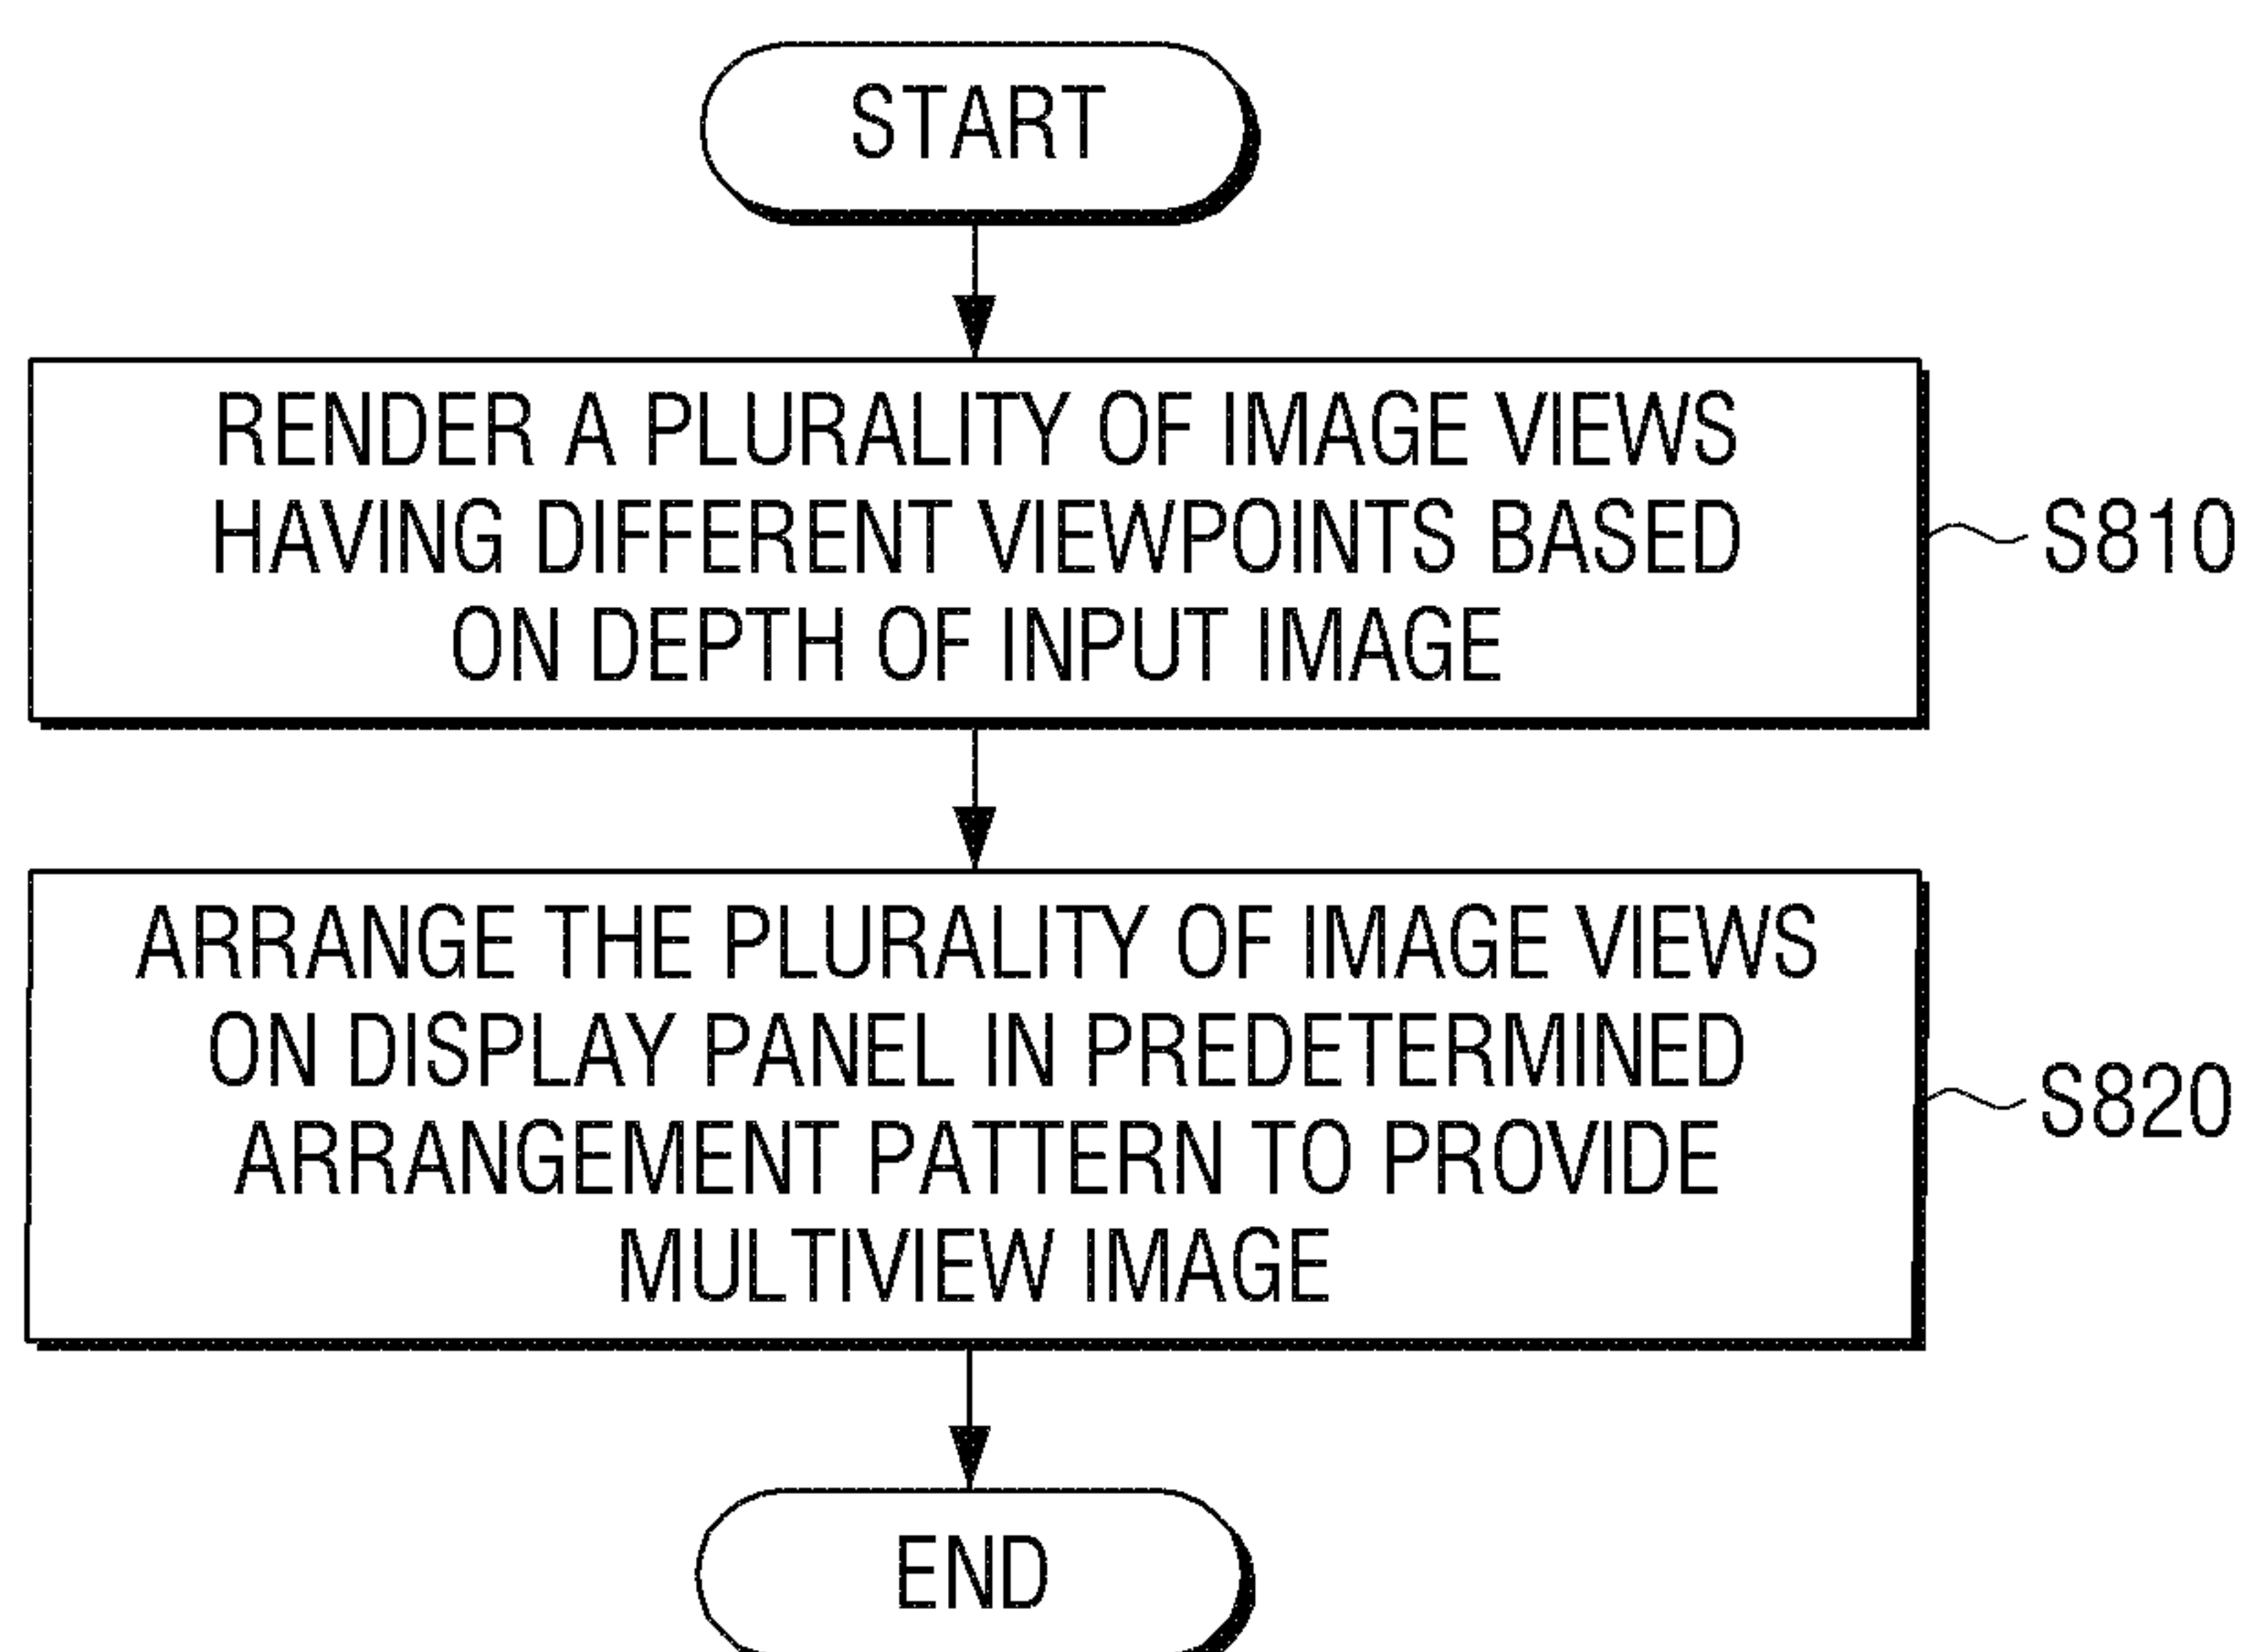 START
RENDER A PLURALITY OF IMAGE VIEWS
HAVING DIFFERENT VIEWPOINTS BASED
ON DEPTH OF INPUT IMAGE
S810
ARRANGE THE PLURALITY OF IMAGE VIEWS
ON DISPLAY PANEL IN PREDETERMINED
ARRANGEMENT PATTERN TO PROVIDE
MULTIVIEW IMAGE
S820
END